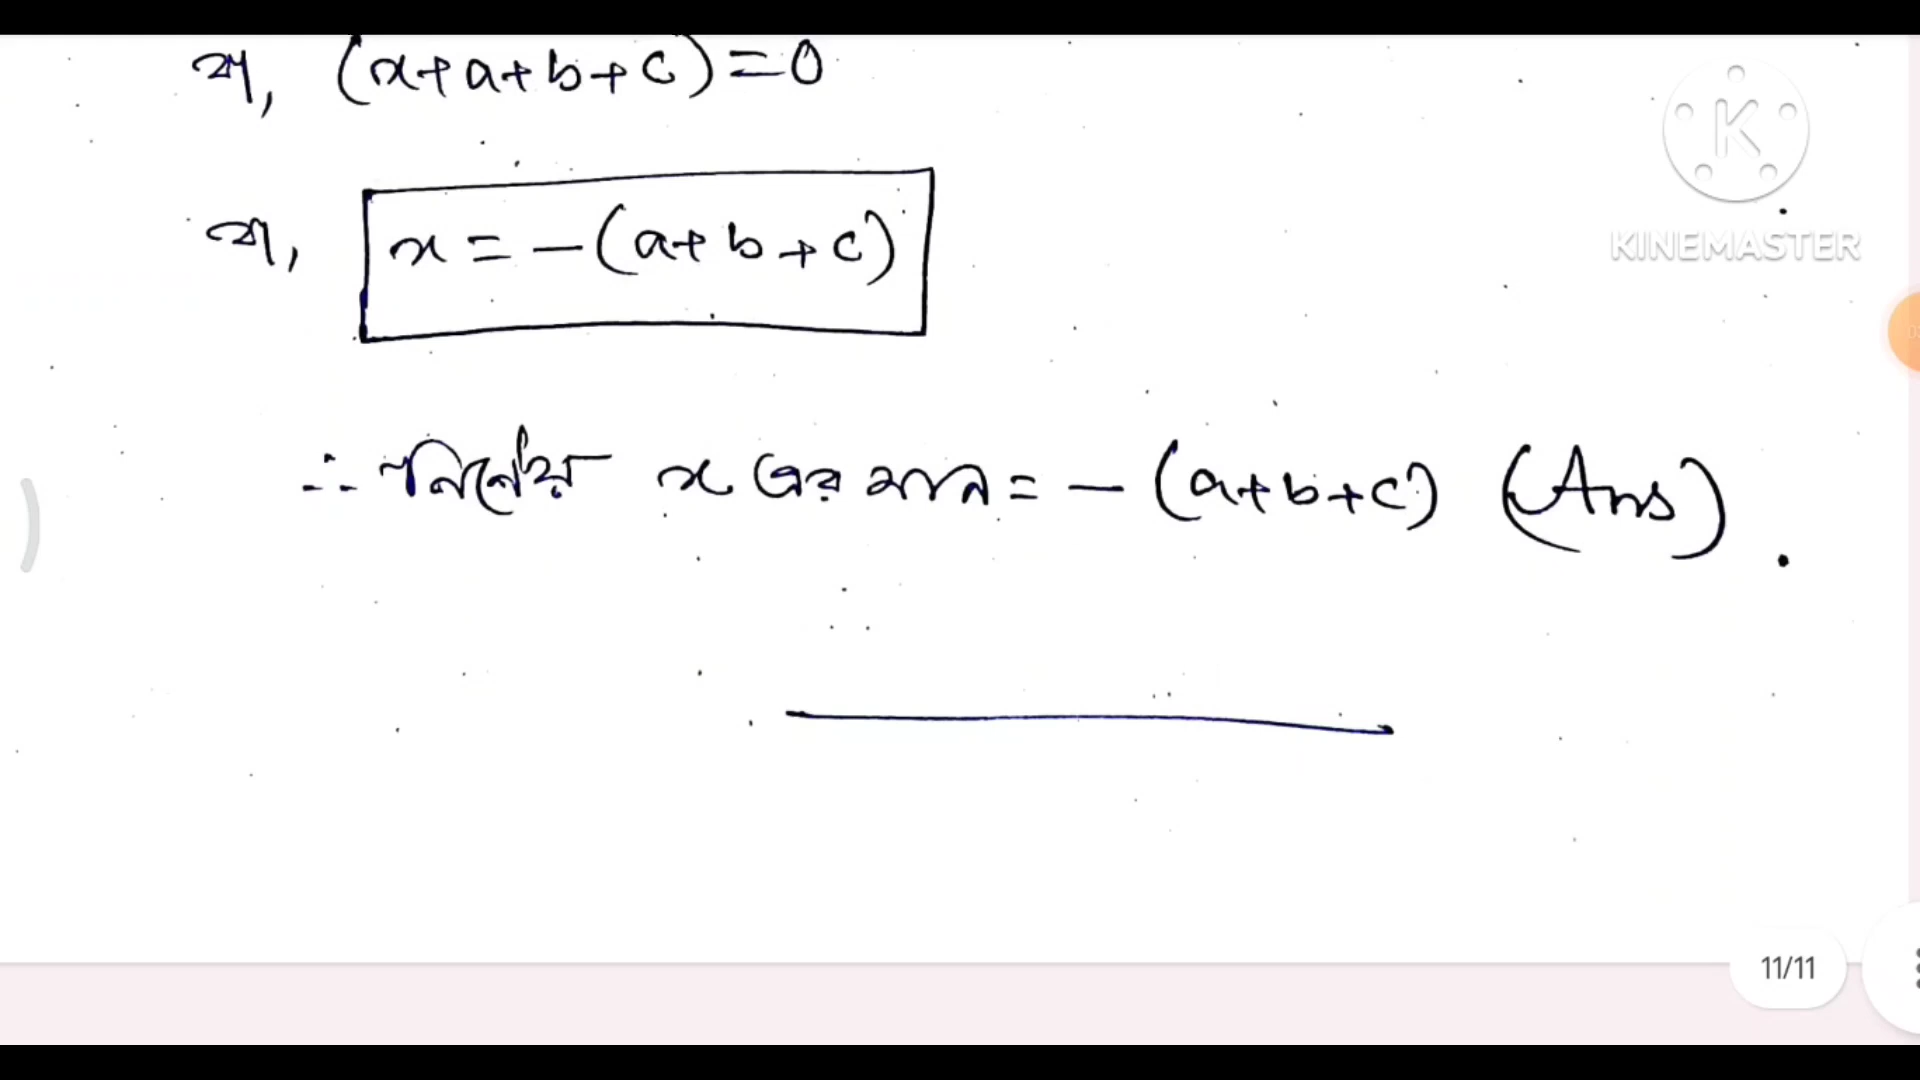 বা, (x+a+b+c)=0
KINEMASTER
বা, x = -(a+b+c)
∴ নির্ণেয় x এর মান = - (a+b+c) (Ans).
11/11